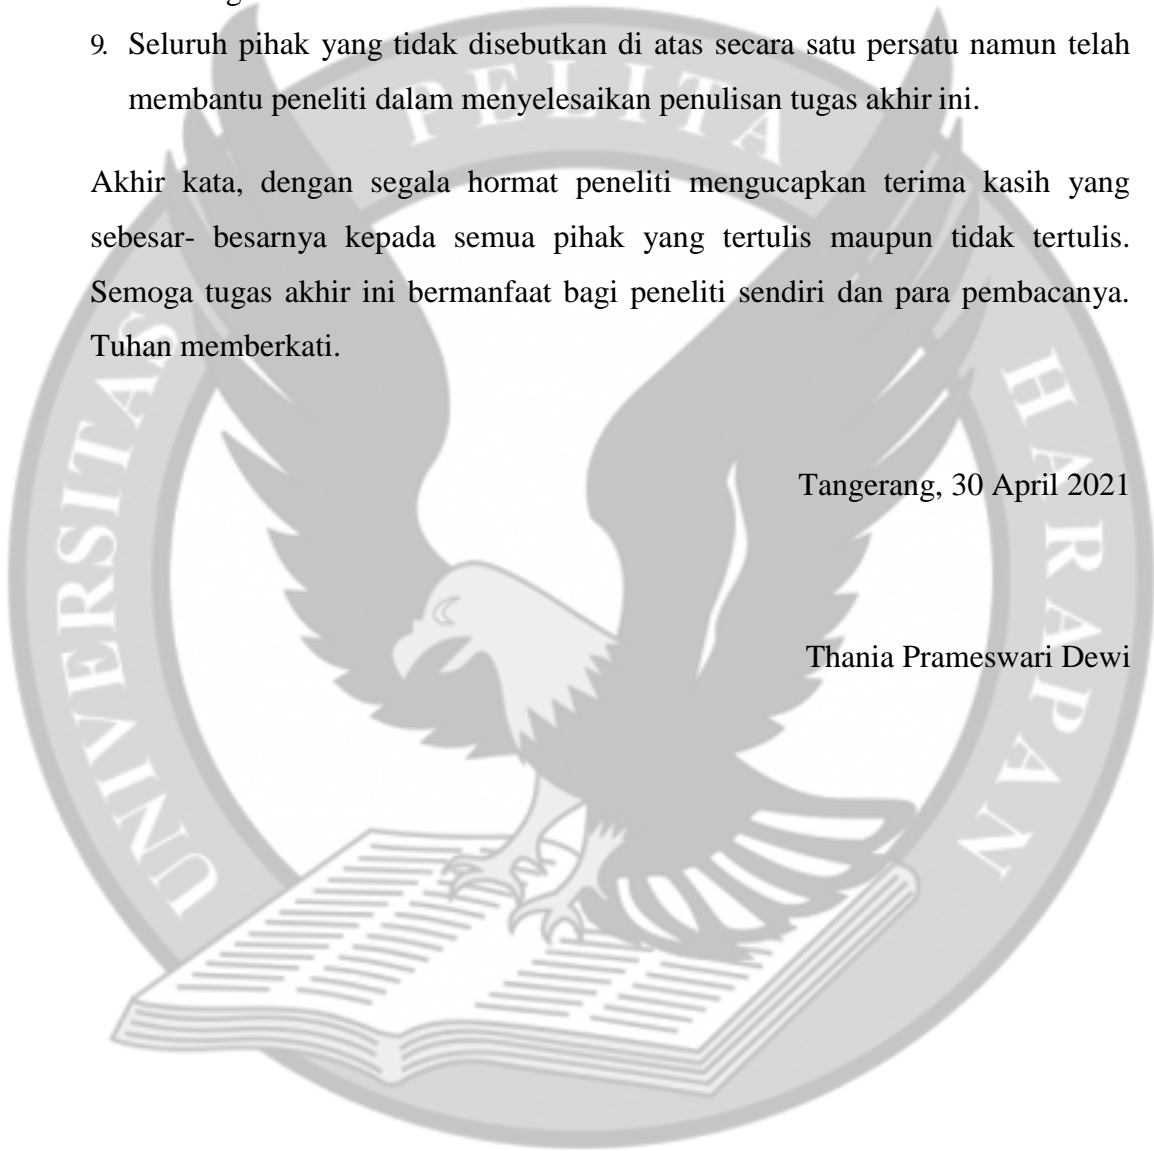 9. Seluruh pihak yang tidak disebutkan di atas secara satu persatu namun telah
membantu peneliti dalam menyelesaikan penulisan tugas akhir ini.
Akhir kata, dengan segala hormat peneliti mengucapkan terima kasih yang
sebesar- besarnya kepada semua pihak yang tertulis maupun tidak tertulis.
Semoga tugas akhir ini bermanfaat bagi peneliti sendiri dan para pembacanya.
Tuhan memberkati.
Tangerang, 30 April 2021
Thania Prameswari Dewi
UNIVERSITAS PELITA HARAPAN